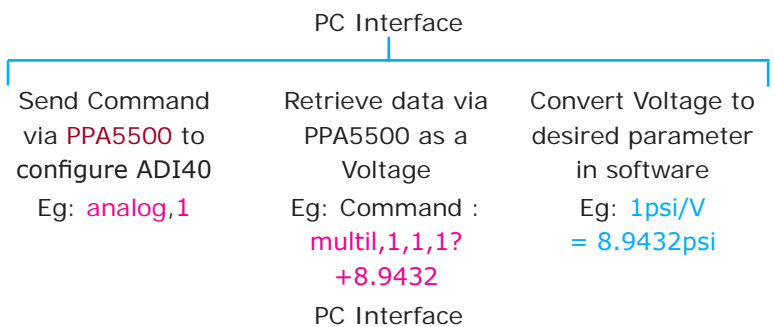 PC Interface
Send Command
via PPA5500 to
configure ADI40
Eg: analog,1
Retrieve data via
PPA5500 as a
Voltage
Eg: Command :
multil,1,1,1?
+8.9432
Convert Voltage to
desired parameter
in software
Eg: 1psi/V
= 8.9432psi
PC Interface